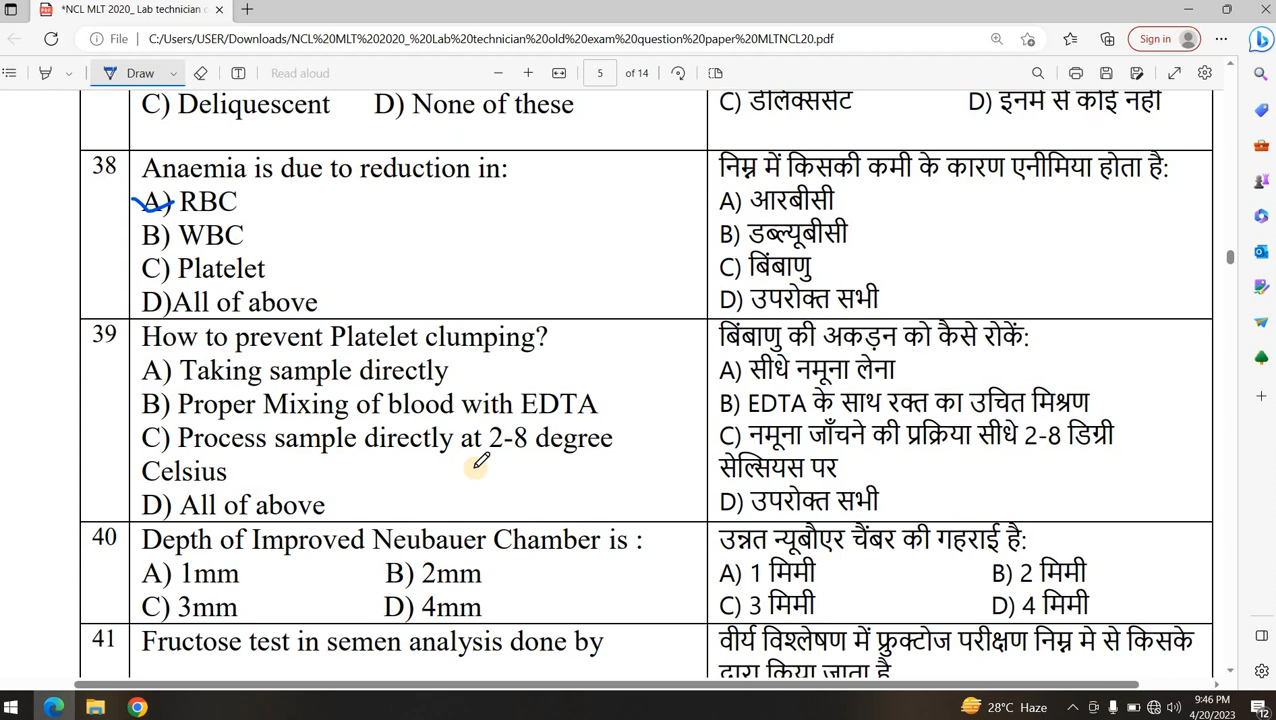 *NCL MLT 2020_ Lab technician
File
C:/Users/USER/Downloads/NCL%20MLT%202020_%20Lab%20technician%20old%20exam%20question%20paper%20MLTNCL20.pdf
Sign in
Draw
Read aloud
5
of 14
C) Deliquescent D) None of these
C) डेलिक्सेसेंट D) इनमें से कोई नहीं
38
Anaemia is due to reduction in:
A) RBC
B) WBC
C) Platelet
D)All of above
निम्न में किसकी कमी के कारण एनीमिया होता है:
A) आरबीसी
B) डब्ल्यूबीसी
C) बिंबाणु
D) उपरोक्त सभी
39
How to prevent Platelet clumping?
A) Taking sample directly
B) Proper Mixing of blood with EDTA
C) Process sample directly at 2-8 degree
Celsius
D) All of above
बिंबाणु की अकड़न को कैसे रोकें:
A) सीधे नमूना लेना
B) EDTA के साथ रक्त का उचित मिश्रण
C) नमूना जाँचने की प्रक्रिया सीधे 2-8 डिग्री
सेल्सियस पर
D) उपरोक्त सभी
40
Depth of Improved Neubauer Chamber is :
A) 1mm B) 2mm
C) 3mm D) 4mm
उन्नत न्यूबौएर चैंबर की गहराई है:
A) 1 मिमी B) 2 मिमी
C) 3 मिमी D) 4 मिमी
41
Fructose test in semen analysis done by
वीर्य विश्लेषण में फ्रुक्टोज परीक्षण निम्न मे से किसके
द्वारा किया जाता है
28°C Haze
9:46 PM
4/20/2023
12